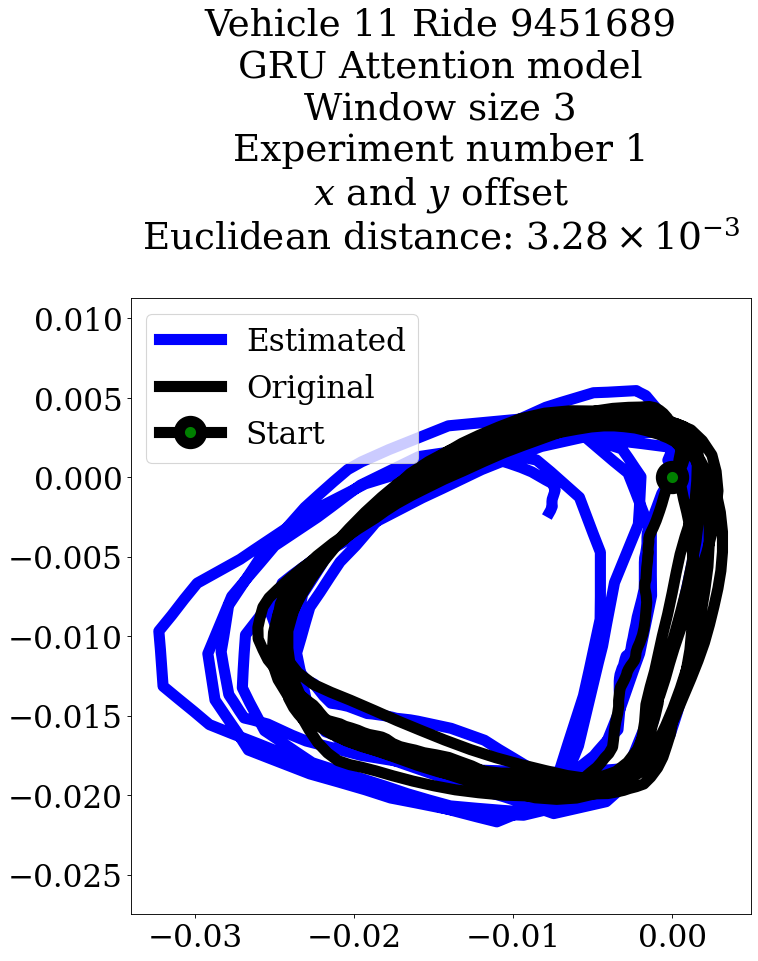 Vehicle 11 Ride 9451689
GRU Attention model
Window size 3
Experiment number 1
x and y offset
Euclidean distance: 3.28 × 10⁻³
0.010
0.005
0.000
−0.005
−0.010
−0.015
−0.020
−0.025
Estimated
Original
Start
−0.03 −0.02 −0.01 0.00